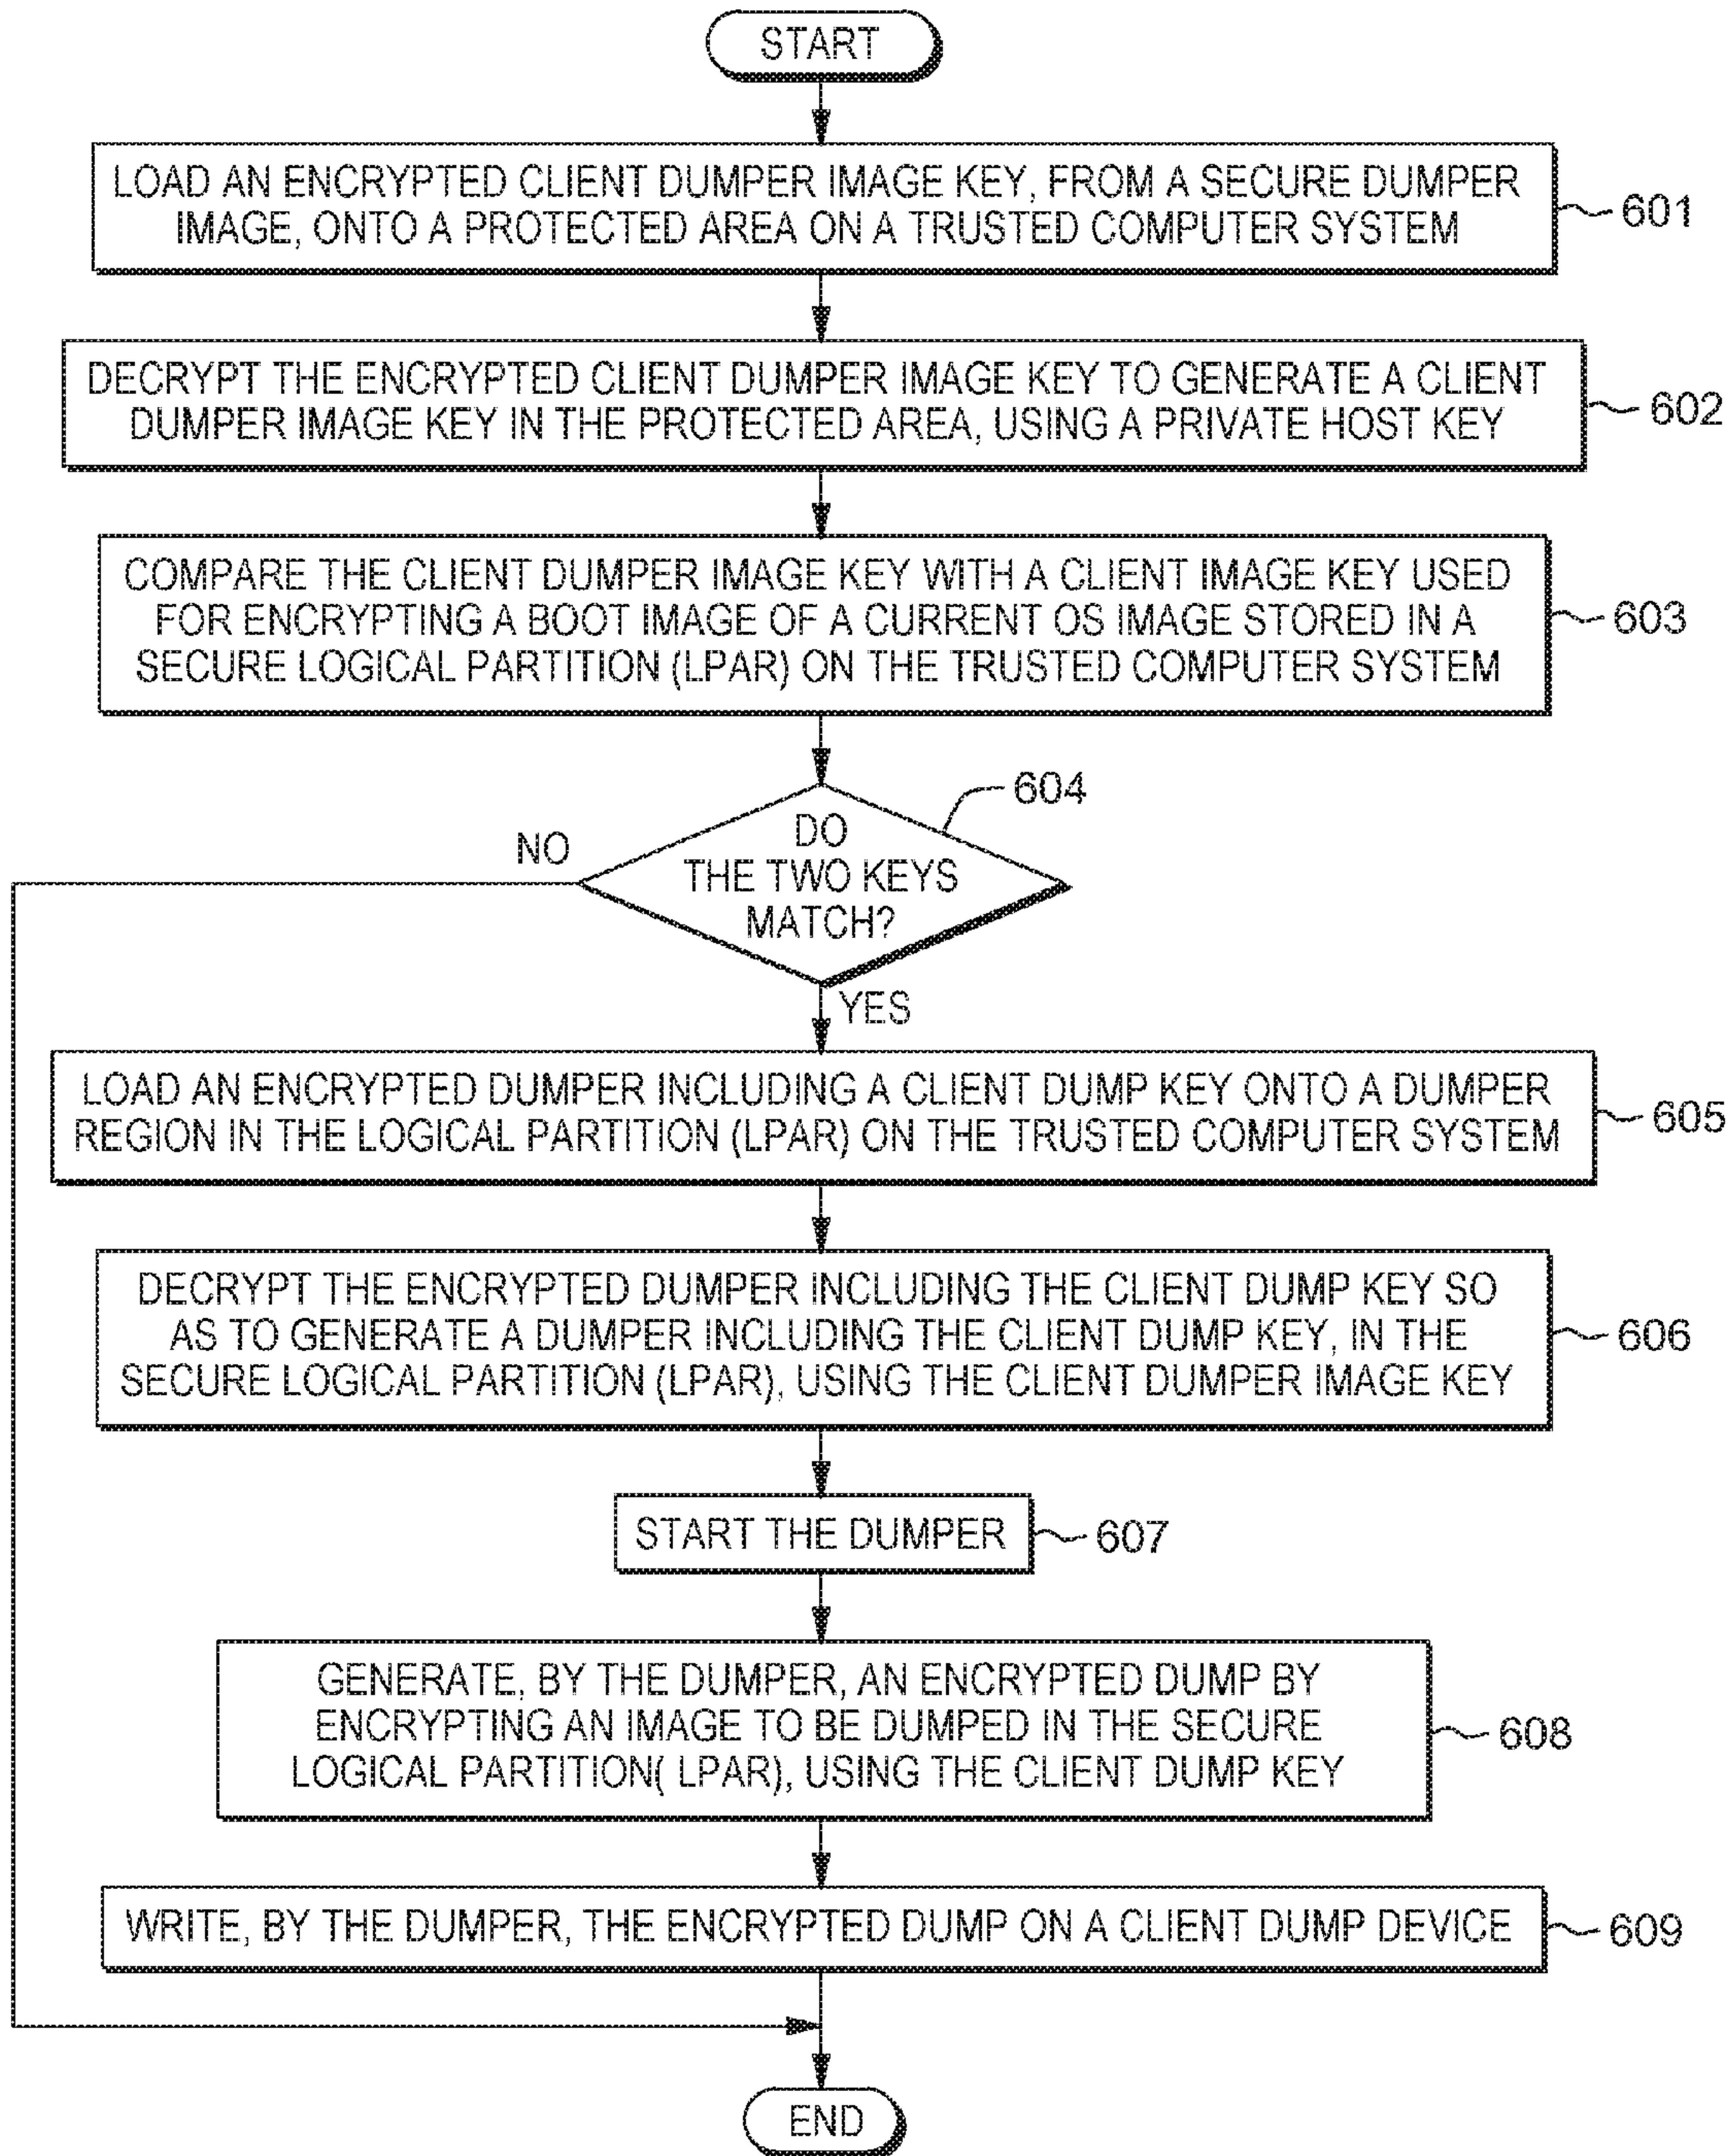 START
LOAD AN ENCRYPTED CLIENT DUMPER IMAGE KEY, FROM A SECURE DUMPER
IMAGE, ONTO A PROTECTED AREA ON A TRUSTED COMPUTER SYSTEM
601
DECRYPT THE ENCRYPTED CLIENT DUMPER IMAGE KEY TO GENERATE A CLIENT
DUMPER IMAGE KEY IN THE PROTECTED AREA, USING A PRIVATE HOST KEY
602
COMPARE THE CLIENT DUMPER IMAGE KEY WITH A CLIENT IMAGE KEY USED
FOR ENCRYPTING A BOOT IMAGE OF A CURRENT OS IMAGE STORED IN A
SECURE LOGICAL PARTITION (LPAR) ON THE TRUSTED COMPUTER SYSTEM
603
604
NO
DO
THE TWO KEYS
MATCH?
YES
LOAD AN ENCRYPTED DUMPER INCLUDING A CLIENT DUMP KEY ONTO A DUMPER
REGION IN THE LOGICAL PARTITION (LPAR) ON THE TRUSTED COMPUTER SYSTEM
605
DECRYPT THE ENCRYPTED DUMPER INCLUDING THE CLIENT DUMP KEY SO
AS TO GENERATE A DUMPER INCLUDING THE CLIENT DUMP KEY, IN THE
SECURE LOGICAL PARTITION (LPAR), USING THE CLIENT DUMPER IMAGE KEY
606
START THE DUMPER
607
GENERATE, BY THE DUMPER, AN ENCRYPTED DUMP BY
ENCRYPTING AN IMAGE TO BE DUMPED IN THE SECURE
LOGICAL PARTITION( LPAR), USING THE CLIENT DUMP KEY
608
WRITE, BY THE DUMPER, THE ENCRYPTED DUMP ON A CLIENT DUMP DEVICE
609
END